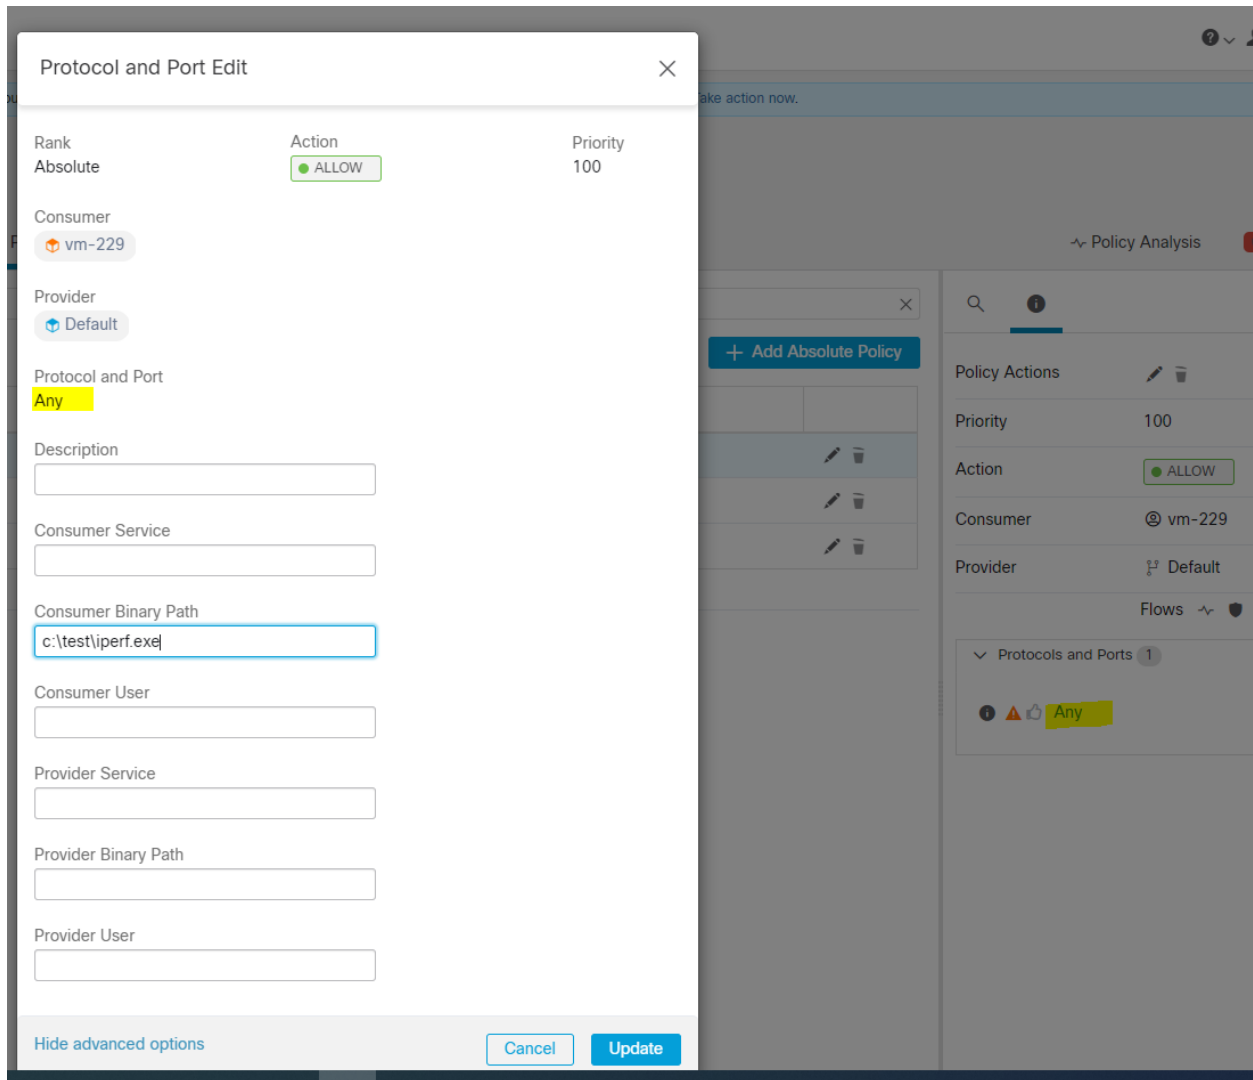 Protocol and Port Edit
ake action now.
Rank
Action
Priority
Absolute
ALLOW
100
Consumer
vm-229
Provider
Default
Protocol and Port
Any
Description
Consumer Service
Consumer Binary Path
c:\test\iperf.exe
Consumer User
Provider Service
Provider Binary Path
Provider User
Hide advanced options
Cancel
Update
Policy Analysis
Add Absolute Policy
Policy Actions
Priority
100
Action
ALLOW
Consumer
vm-229
Provider
Default
Flows
Protocols and Ports 1
Any